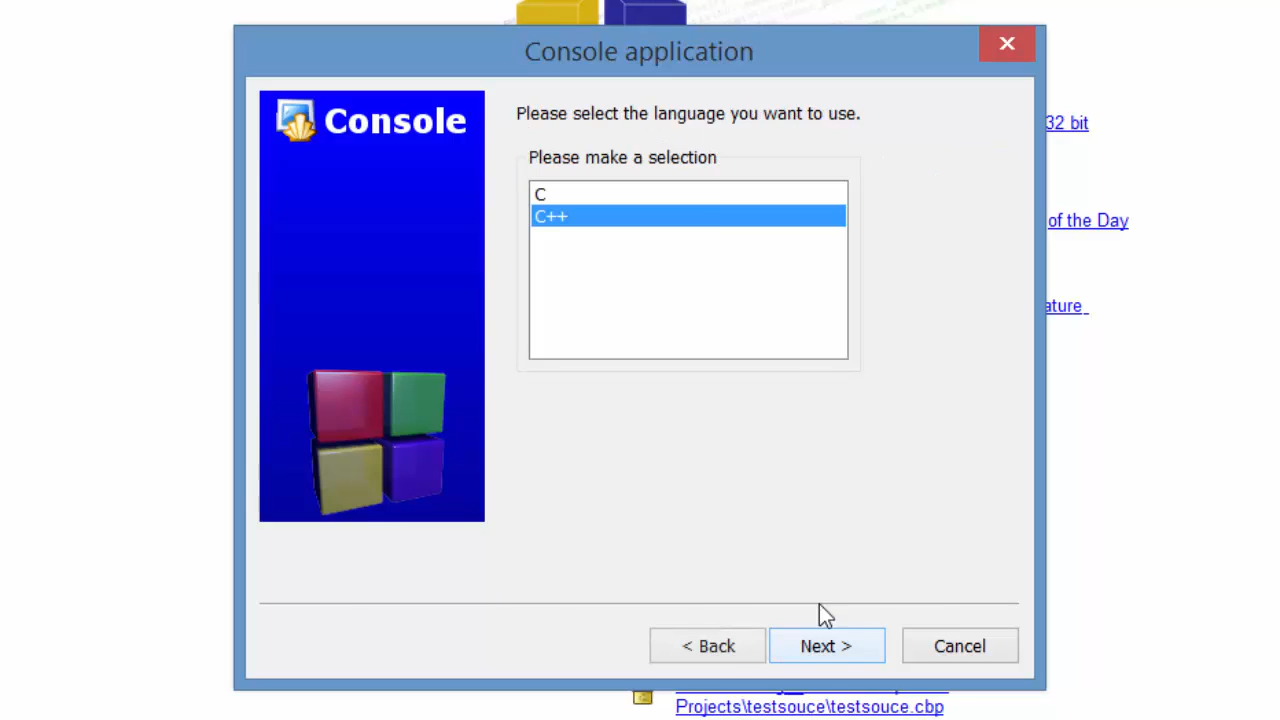 Console application
Console
Please select the language you want to use.
Please make a selection
C
C++
32 bit
of the Day
ature
< Back
Next >
Cancel
Projects\testsouce\testsouce.cbp